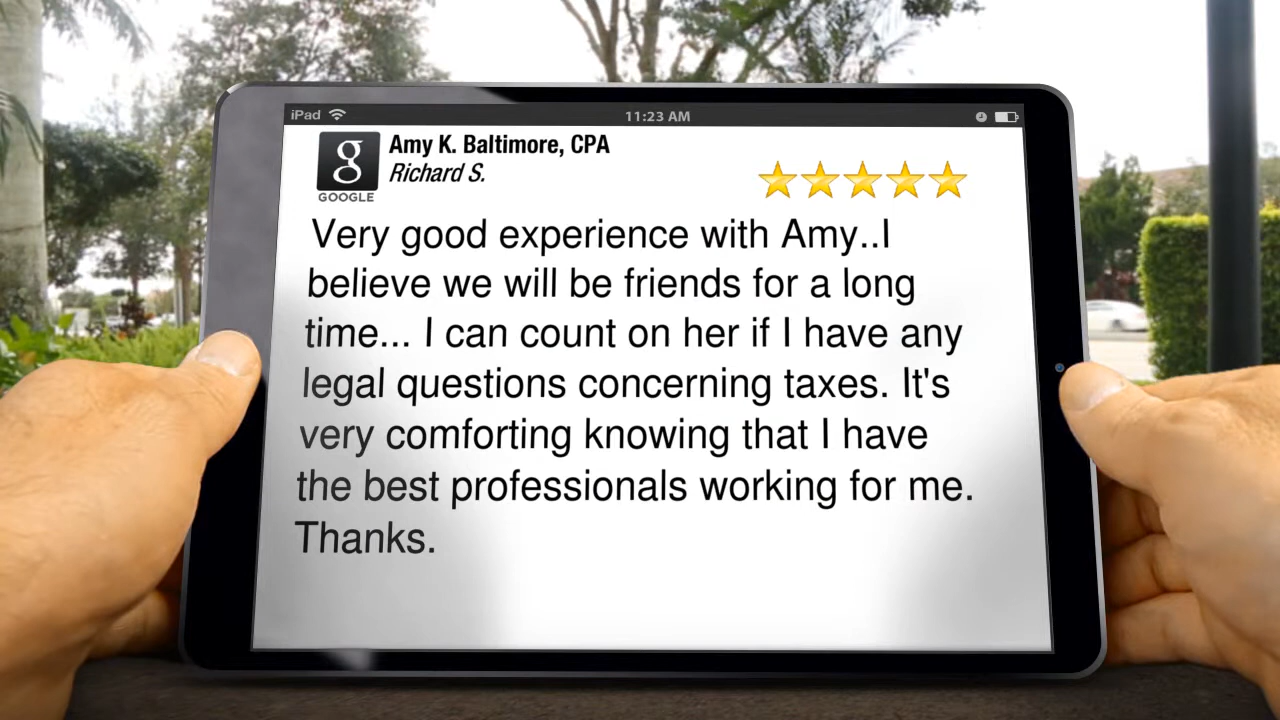 iPad 11:23 AM
g
GOOGLE
Amy K. Baltimore, CPA
Richard S.
Very good experience with Amy..I
believe we will be friends for a long
time... I can count on her if I have any
legal questions concerning taxes. It's
very comforting knowing that I have
the best professionals working for me.
Thanks.